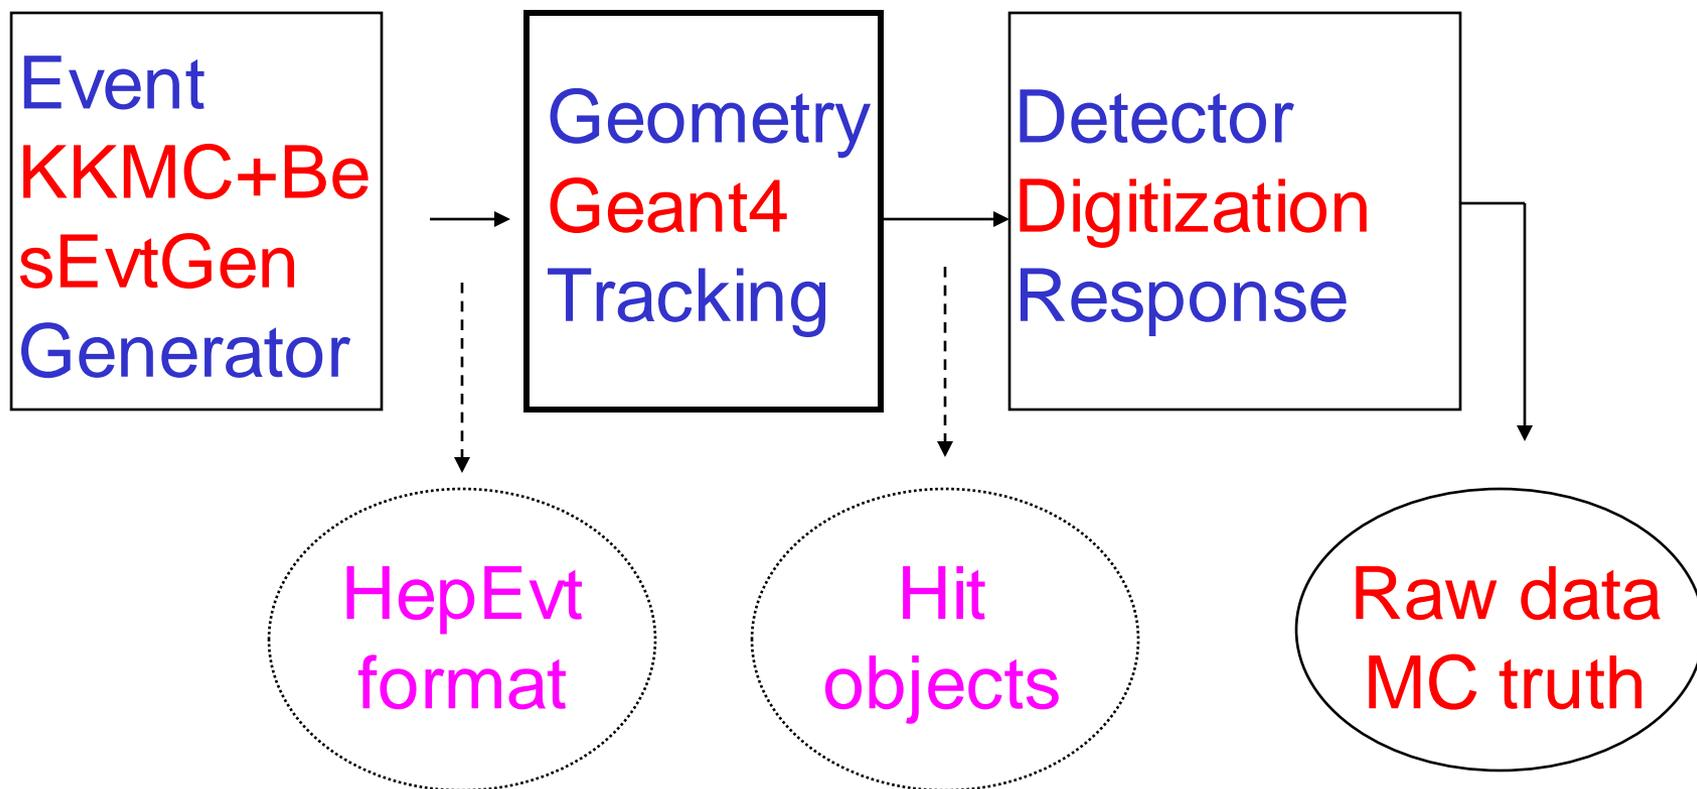 Event
KKMC+Be
sEvtGen
Generator
Geometry
Geant4
Tracking
Detector
Digitization
Response
HepEvt
format
Hit
objects
Raw data
MC truth